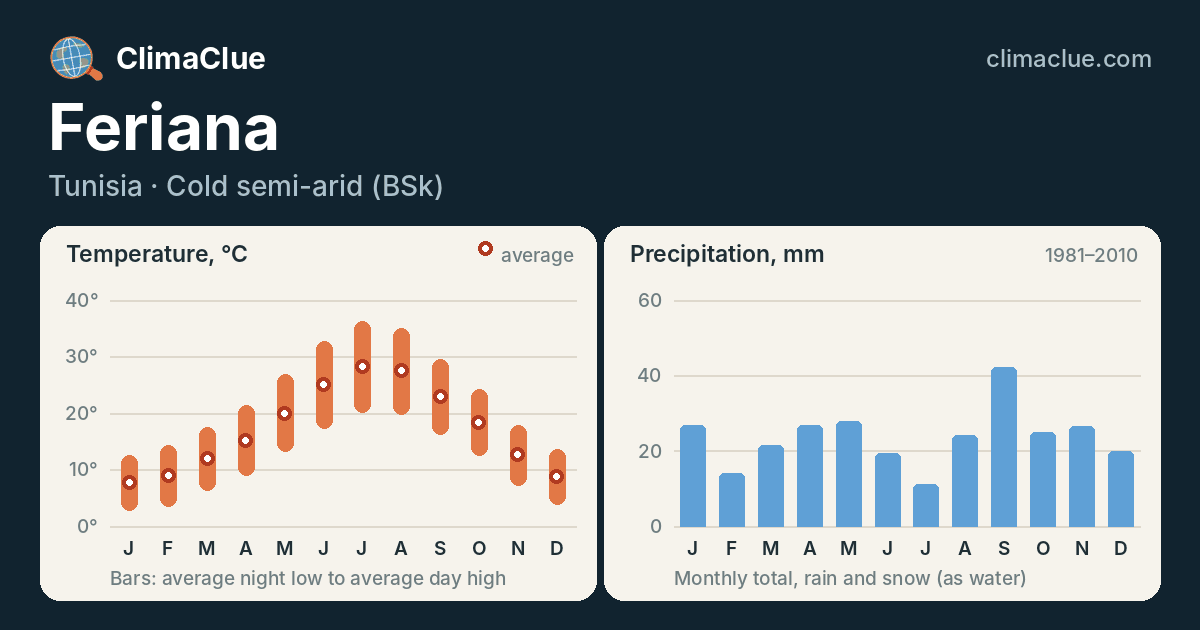 ClimaClue
climaclue.com
Feriana
Tunisia · Cold semi-arid (BSk)
Temperature, °C
average
40°
30°
20°
10°
0°
J F M A M J J A S O N D
Bars: average night low to average day high
Precipitation, mm
1981–2010
60
40
20
0
J F M A M J J A S O N D
Monthly total, rain and snow (as water)